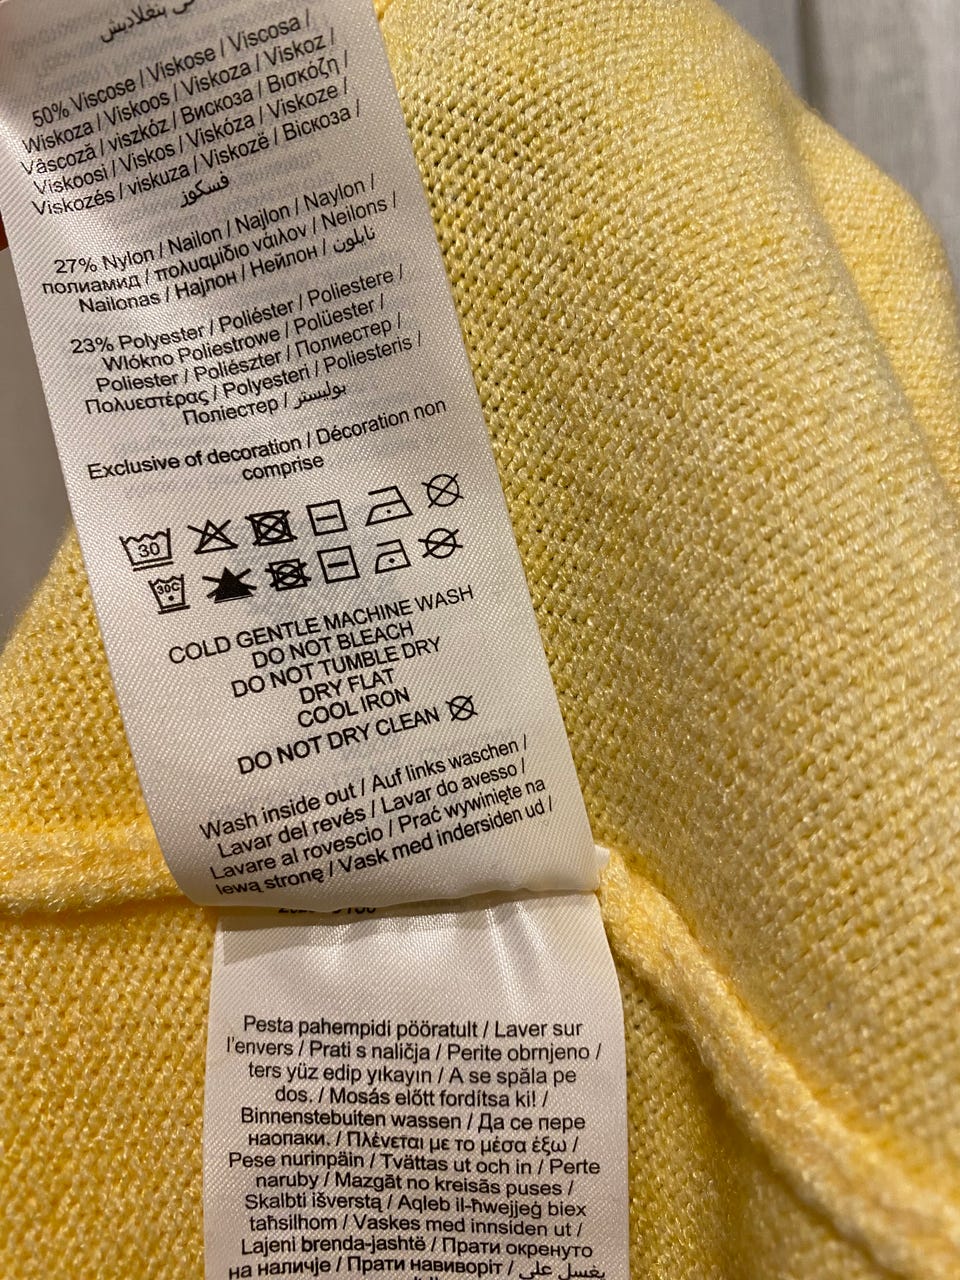 50% Viscose / Viskose / Viscosa /
Wiskoza / Viskoos / Viskoza / Viskoz /
Vâscoză / viszkóz / Вискоза / Βισκόζη /
Viskoosi / Viskos / Viskóza / Viskoze /
Viskozės / viskuza / Viskozë / Віскоза /
فسكوز
27% Nylon / Nailon / Najlon / Naylon /
полиамид / πολυαμίδιο νάιλον / Neilons /
Nailonas / Најлон / Нейлон / نايلون
23% Polyester / Poliéster / Poliestere /
Wlókno Poliestrowe / Polüester /
Poliester / Poliészter / Полиестер /
Πολυεστέρας / Polyesteri / Poliesteris /
Поліестер / بوليستر
Exclusive of decoration / Décoration non
comprise
30
30C
COLD GENTLE MACHINE WASH
DO NOT BLEACH
DO NOT TUMBLE DRY
DRY FLAT
COOL IRON
DO NOT DRY CLEAN
Wash inside out / Auf links waschen /
Lavar del revés / Lavar do avesso /
Lavare al rovescio / Prać wywinięte na
lewą stronę / Vask med indersiden ud /
Pesta pahempidi pööratult / Laver sur
l'envers / Prati s naličja / Perite obrnjeno /
ters yüz edip yıkayın / A se spăla pe
dos. / Mosás előtt fordítsa ki! /
Binnenstebuiten wassen / Да се пере
наопаки. / Πλένεται με το μέσα έξω /
Pese nurinpäin / Tvättas ut och in / Perte
naruby / Mazgāt no kreisās puses /
Skalbti išverstą / Aqleb il-ħwejjeġ biex
taħsilhom / Vaskes med innsiden ut /
Lajeni brenda-jashtë / Прати окренуто
на наличје / Прати навиворіт / يغسل على